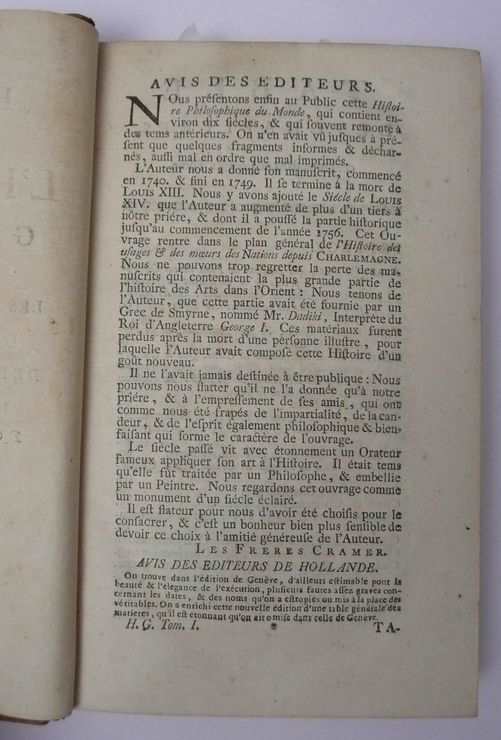 AVIS DES EDITEURS.
NOus préſentons enfin au Public cette Hiſtoi-
re Philoſophique du Monde, qui contient en-
viron dix ſiécles, & qui ſouvent remonte à
des tems antérieurs. On n'en avait vû juſques à pré-
ſent que quelques fragments informes & déchar-
nés, auſſi mal en ordre que mal imprimés.
L'Auteur nous a donné ſon manuſcrit, commencé
en 1740. & fini en 1749. Il ſe termine à la mort de
LOUIS XIII. Nous y avons ajouté le Siécle de LOUIS
XIV. que l'Auteur a augmenté de plus d'un tiers à
nôtre priére, & dont il a pouſſé la partie hiſtorique
juſqu'au commencement de l'année 1756. Cet Ou-
vrage rentre dans le plan général de l'Hiſtoire des
uſages & des mœurs des Nations depuis CHARLEMAGNE.
Nous ne pouvons trop regretter la perte des ma-
nuſcrits qui contenaient la plus grande partie de
l'hiſtoire des Arts dans l'Orient : Nous tenons de
l'Auteur, que cette partie avait été fournie par un
Grec de Smyrne, nommé Mr. Dadiki, Interprète du
Roi d'Angleterre George I. Ces matériaux furent
perdus après la mort d'une perſonne illuſtre, pour
laquelle l'Auteur avait compoſé cette Hiſtoire d'un
goût nouveau.
Il ne l'avait jamais deſtinée à être publique : Nous
pouvons nous flatter qu'il ne l'a donnée qu'à notre
priére, & à l'empreſſement de ſes amis, qui ont
comme nous été frapés de l'impartialité, de la can-
deur, & de l'eſprit également philoſophique & bien-
faiſant qui forme le caractère de l'ouvrage.
Le ſiécle paſſé vit avec étonnement un Orateur
fameux appliquer ſon art à l'Hiſtoire. Il était tems
qu'elle fût traitée par un Philoſophe, & embellie
par un Peintre. Nous regardons cet ouvrage comme
un monument d'un ſiécle éclairé.
Il eſt flateur pour nous d'avoir été choiſis pour le
conſacrer, & c'eſt un bonheur bien plus ſenſible de
devoir ce choix à l'amitié généreuſe de l'Auteur.
LES FRERES CRAMER.
AVIS DES EDITEURS DE HOLLANDE.
On trouve dans l'édition de Genêve, d'ailleurs eſtimable pour la
beauté & l'élégance de l'exécution, pluſieurs fautes aſſez graves con-
cernant les dates, & des noms qu'on a eſtropiés ou mis à la place des
véritables. On a enrichi cette nouvelle édition d'une table générale des
matieres, qu'il eſt étonnant qu'on ait omiſe dans celle de Genêve.
H. G. Tom. I. * TA-